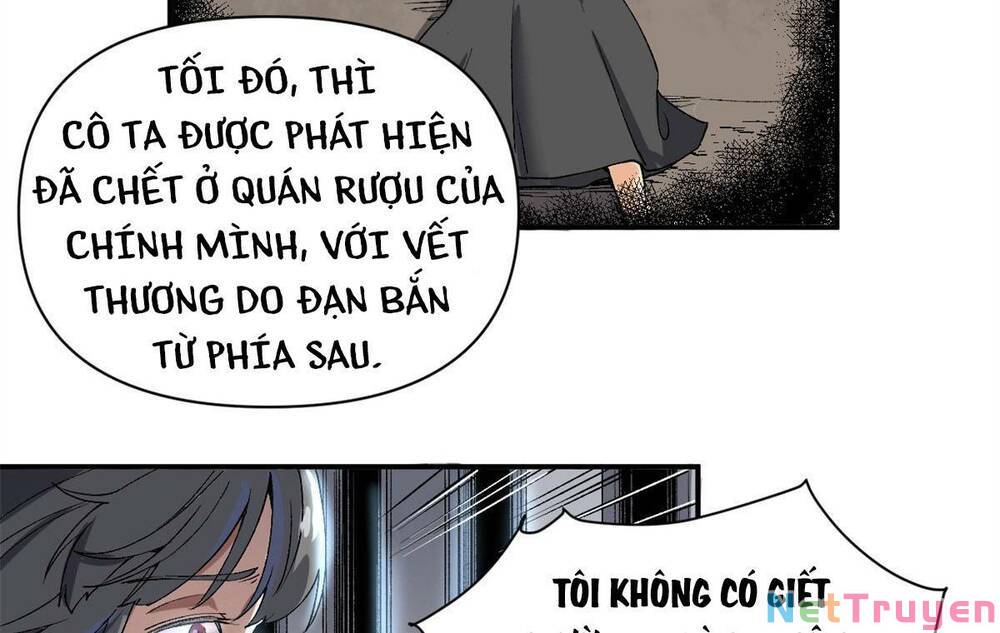 TỐI ĐÓ, THÌ
CÔ TA ĐƯỢC PHÁT HIỆN
ĐÃ CHẾT Ở QUÁN RƯỢU CỦA
CHÍNH MÌNH, VỚI VẾT
THƯƠNG DO ĐẠN BẮN
TỪ PHÍA SAU.
TÔI KHÔNG CÓ GIẾT
NetTruyen